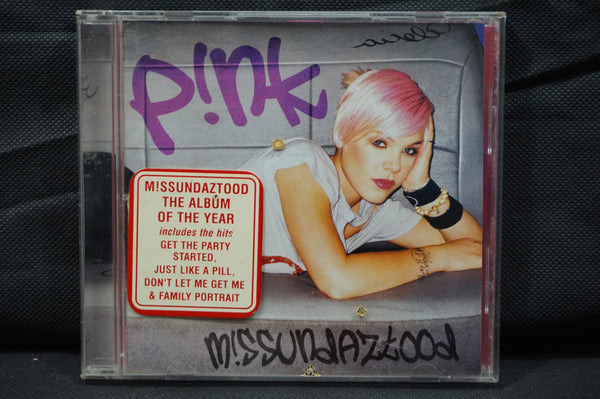 P!nk
M!SSUNDAZTOOD
THE ALBUM
OF THE YEAR
includes the hits
GET THE PARTY
STARTED,
JUST LIKE A PILL,
DON'T LET ME GET ME
& FAMILY PORTRAIT
M!SSUNDAZTOOD